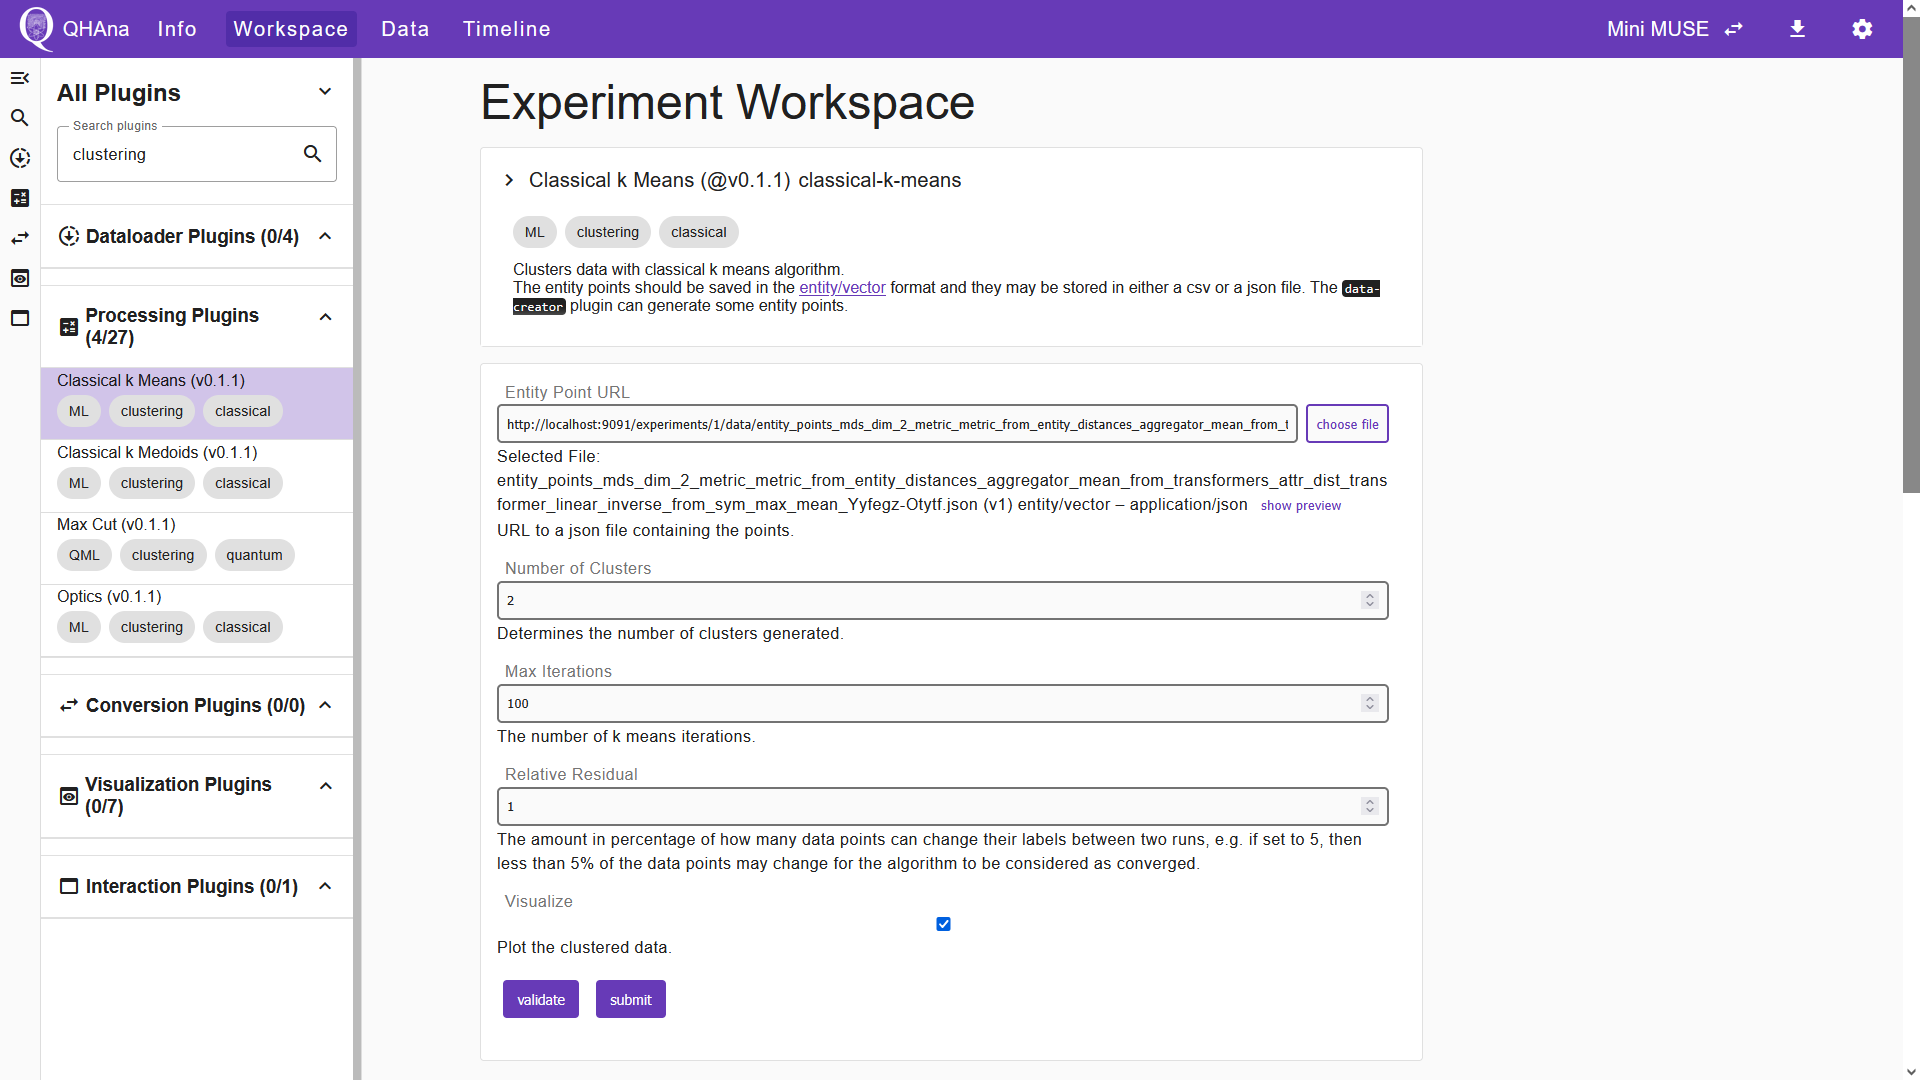 QHAna Info Workspace Data Timeline Mini MUSE
All Plugins
Search plugins
clustering
Dataloader Plugins (0/4)
Processing Plugins
(4/27)
Classical k Means (v0.1.1)
ML clustering classical
Classical k Medoids (v0.1.1)
ML clustering classical
Max Cut (v0.1.1)
QML clustering quantum
Optics (v0.1.1)
ML clustering classical
Conversion Plugins (0/0)
Visualization Plugins
(0/7)
Interaction Plugins (0/1)
Experiment Workspace
Classical k Means (@v0.1.1) classical-k-means
ML clustering classical
Clusters data with classical k means algorithm.
The entity points should be saved in the entity/vector format and they may be stored in either a csv or a json file. The data-
creator plugin can generate some entity points.
Entity Point URL
http://localhost:9091/experiments/1/data/entity_points_mds_dim_2_metric_metric_from_entity_distances_aggregator_mean_from_t choose file
Selected File:
entity_points_mds_dim_2_metric_metric_from_entity_distances_aggregator_mean_from_transformers_attr_dist_trans
former_linear_inverse_from_sym_max_mean_Yyfegz-Otytf.json (v1) entity/vector – application/json show preview
URL to a json file containing the points.
Number of Clusters
2
Determines the number of clusters generated.
Max Iterations
100
The number of k means iterations.
Relative Residual
1
The amount in percentage of how many data points can change their labels between two runs, e.g. if set to 5, then
less than 5% of the data points may change for the algorithm to be considered as converged.
Visualize
Plot the clustered data.
validate submit